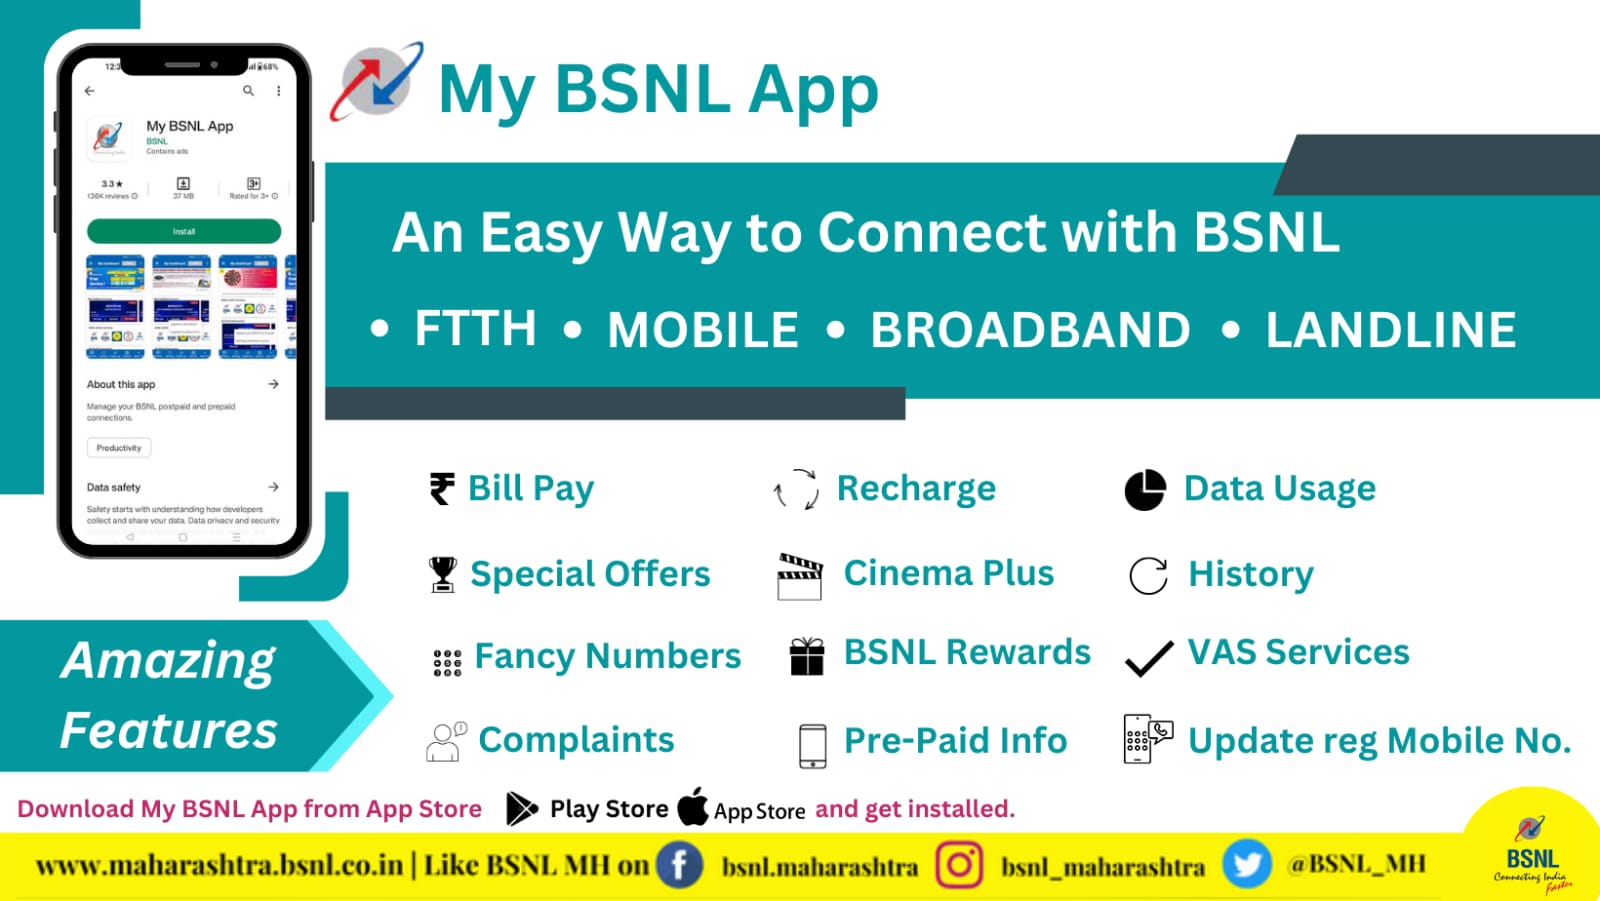 My BSNL App
12:3
68%
My BSNL App
BSNL
Contains ads
3.3★
136K reviews
37 MB
3+
Rated for 3+
Install
About this app
Manage your BSNL postpaid and prepaid
connections.
Productivity
Data safety
Safety starts with understanding how developers
collect and share your data. Data privacy and security
An Easy Way to Connect with BSNL
• FTTH • MOBILE • BROADBAND • LANDLINE
Amazing
Features
₹ Bill Pay
Recharge
Data Usage
Special Offers
Cinema Plus
History
Fancy Numbers
BSNL Rewards
VAS Services
Complaints
Pre-Paid Info
Update reg Mobile No.
Download My BSNL App from App Store Play Store App Store and get installed.
www.maharashtra.bsnl.co.in | Like BSNL MH on bsnl.maharashtra bsnl_maharashtra @BSNL_MH
BSNL
Connecting India
Faster